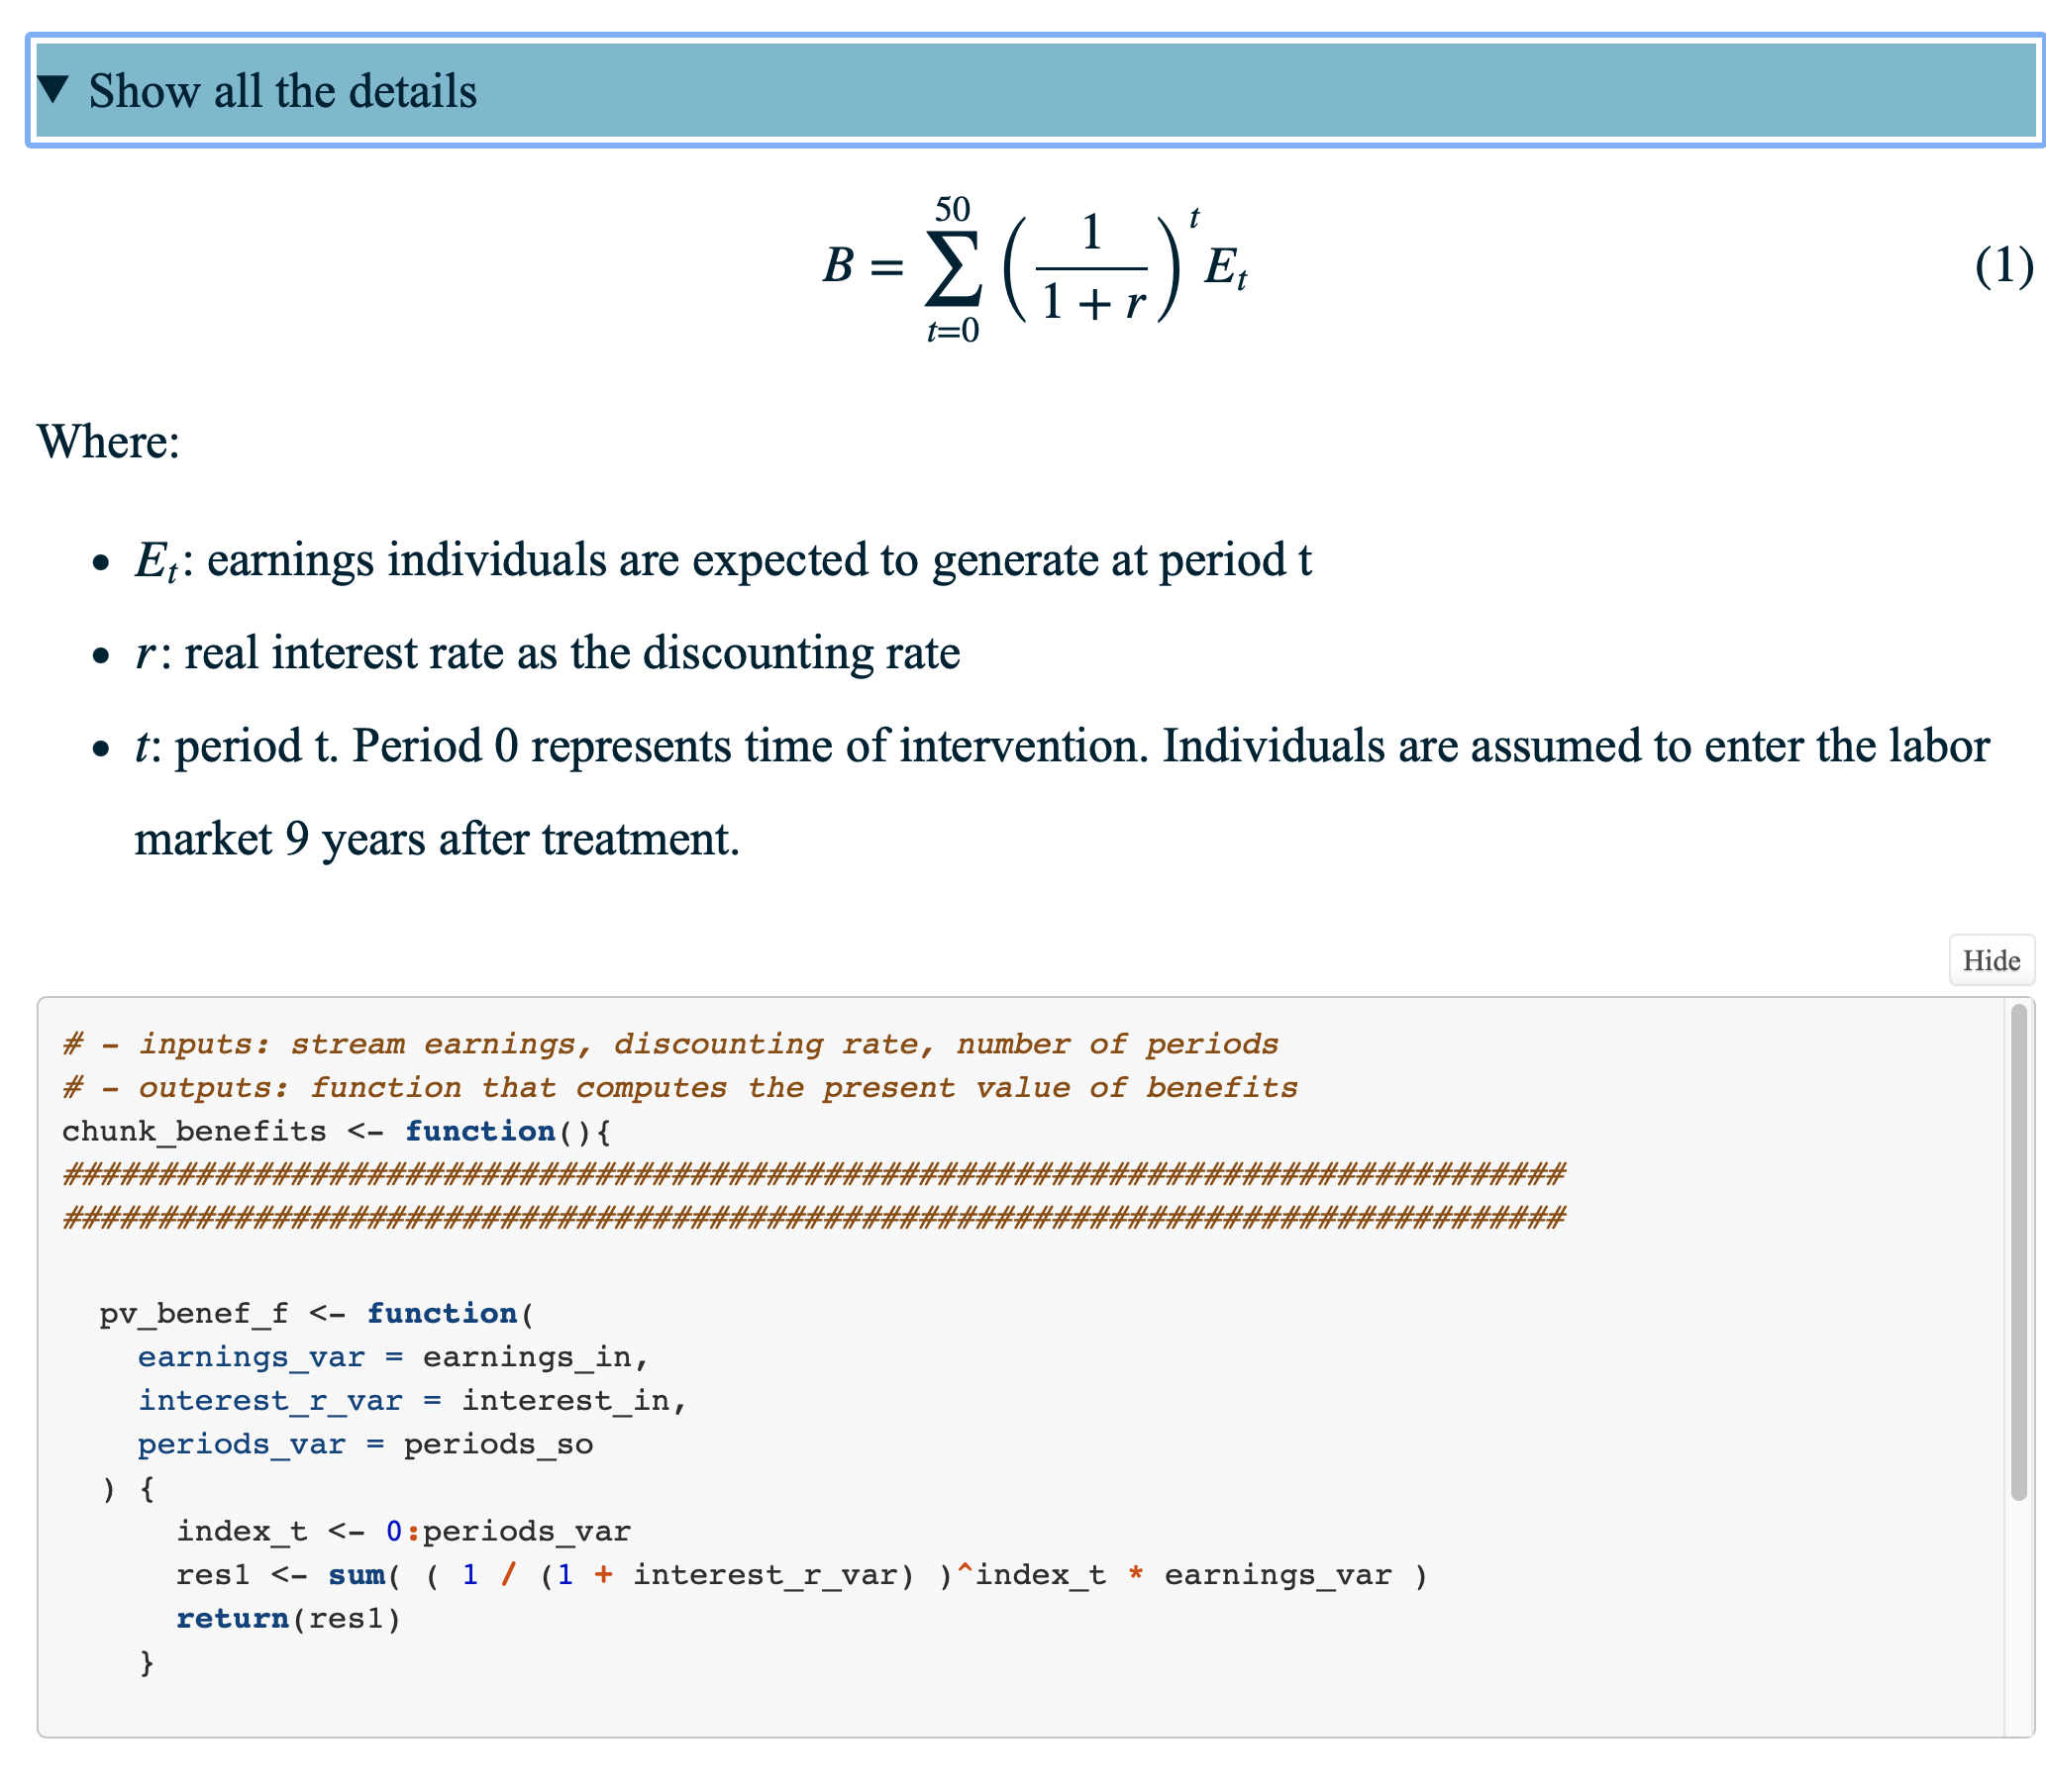 ▼ Show all the details
B = \sum_{t=0}^{50} \left( \frac{1}{1 + r} \right)^t E_t (1)
Where:
• E_t: earnings individuals are expected to generate at period t
• r: real interest rate as the discounting rate
• t: period t. Period 0 represents time of intervention. Individuals are assumed to enter the labor
market 9 years after treatment.
Hide
# - inputs: stream earnings, discounting rate, number of periods
# - outputs: function that computes the present value of benefits
chunk_benefits <- function(){
###############################################################################
###############################################################################
  pv_benef_f <- function(
    earnings_var = earnings_in,
    interest_r_var = interest_in,
    periods_var = periods_so
  ) {
      index_t <- 0:periods_var
      res1 <- sum( ( 1 / (1 + interest_r_var) )^index_t * earnings_var )
      return(res1)
    }